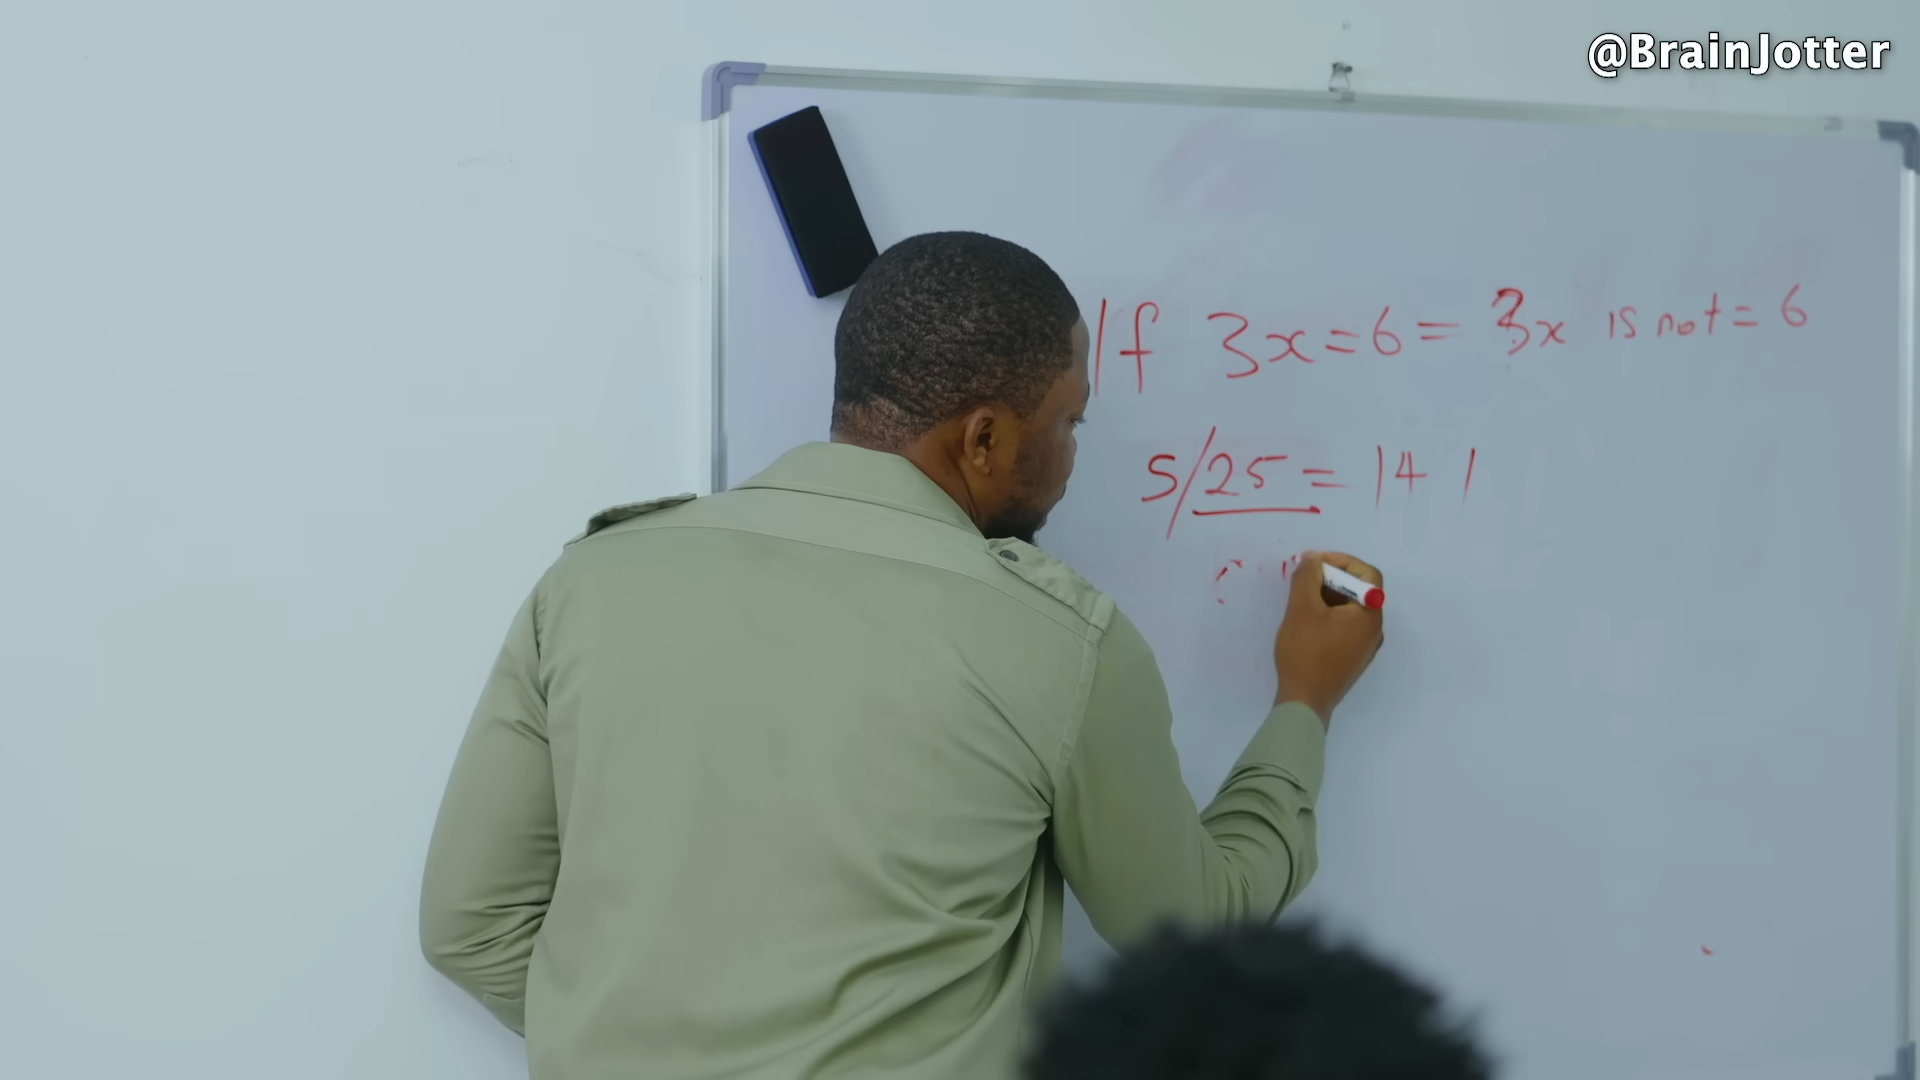 @BrainJotter
If 3x=6= 3x is not= 6
5/25 = 14 1